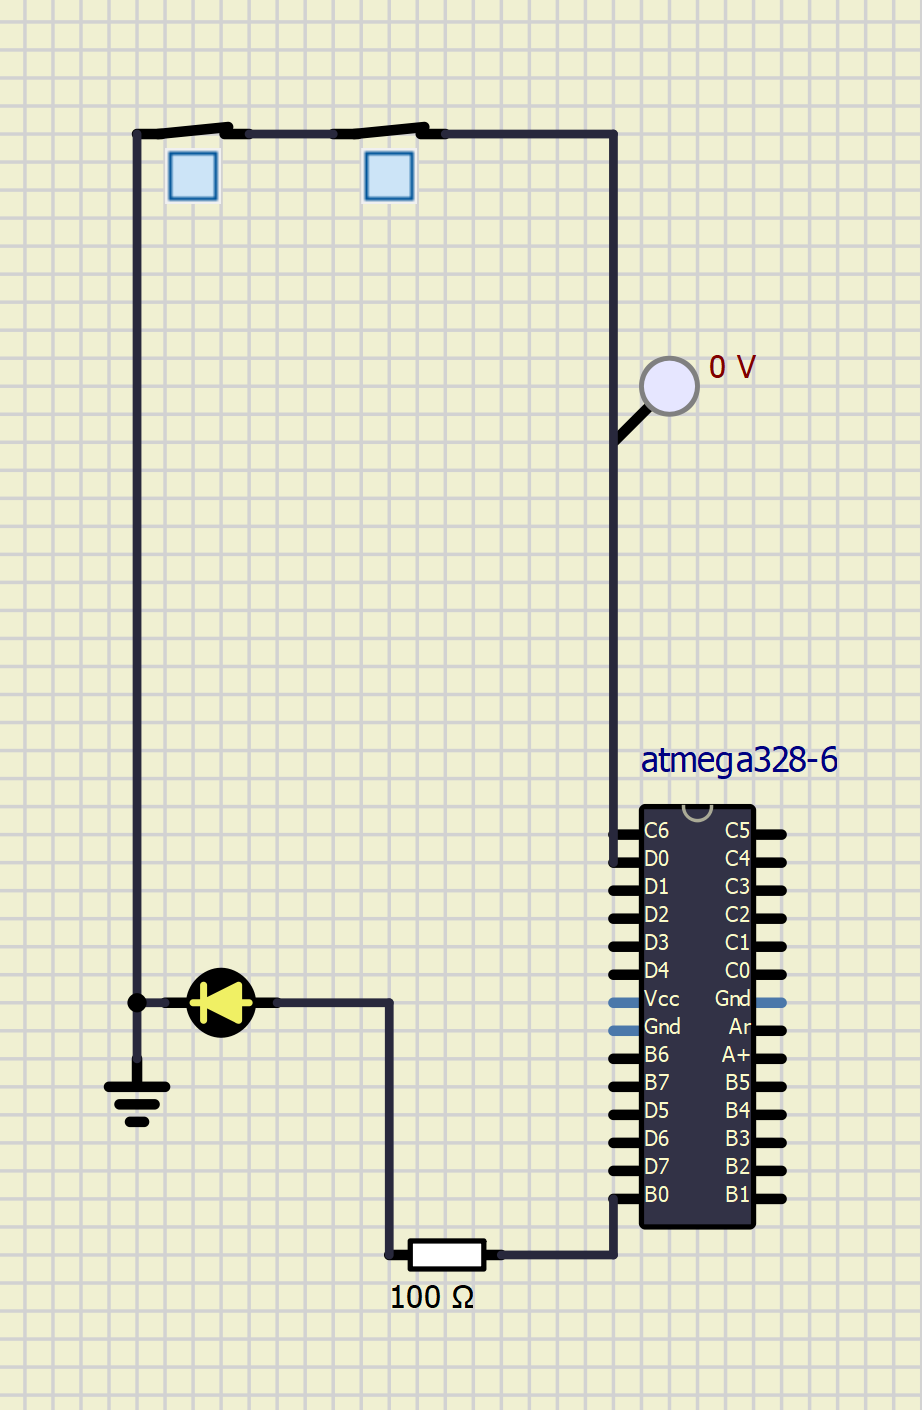 0 V
atmega328-6
C6 C5
D0 C4
D1 C3
D2 C2
D3 C1
D4 C0
Vcc Gnd
Gnd Ar
B6 A+
B7 B5
D5 B4
D6 B3
D7 B2
B0 B1
100 Ω